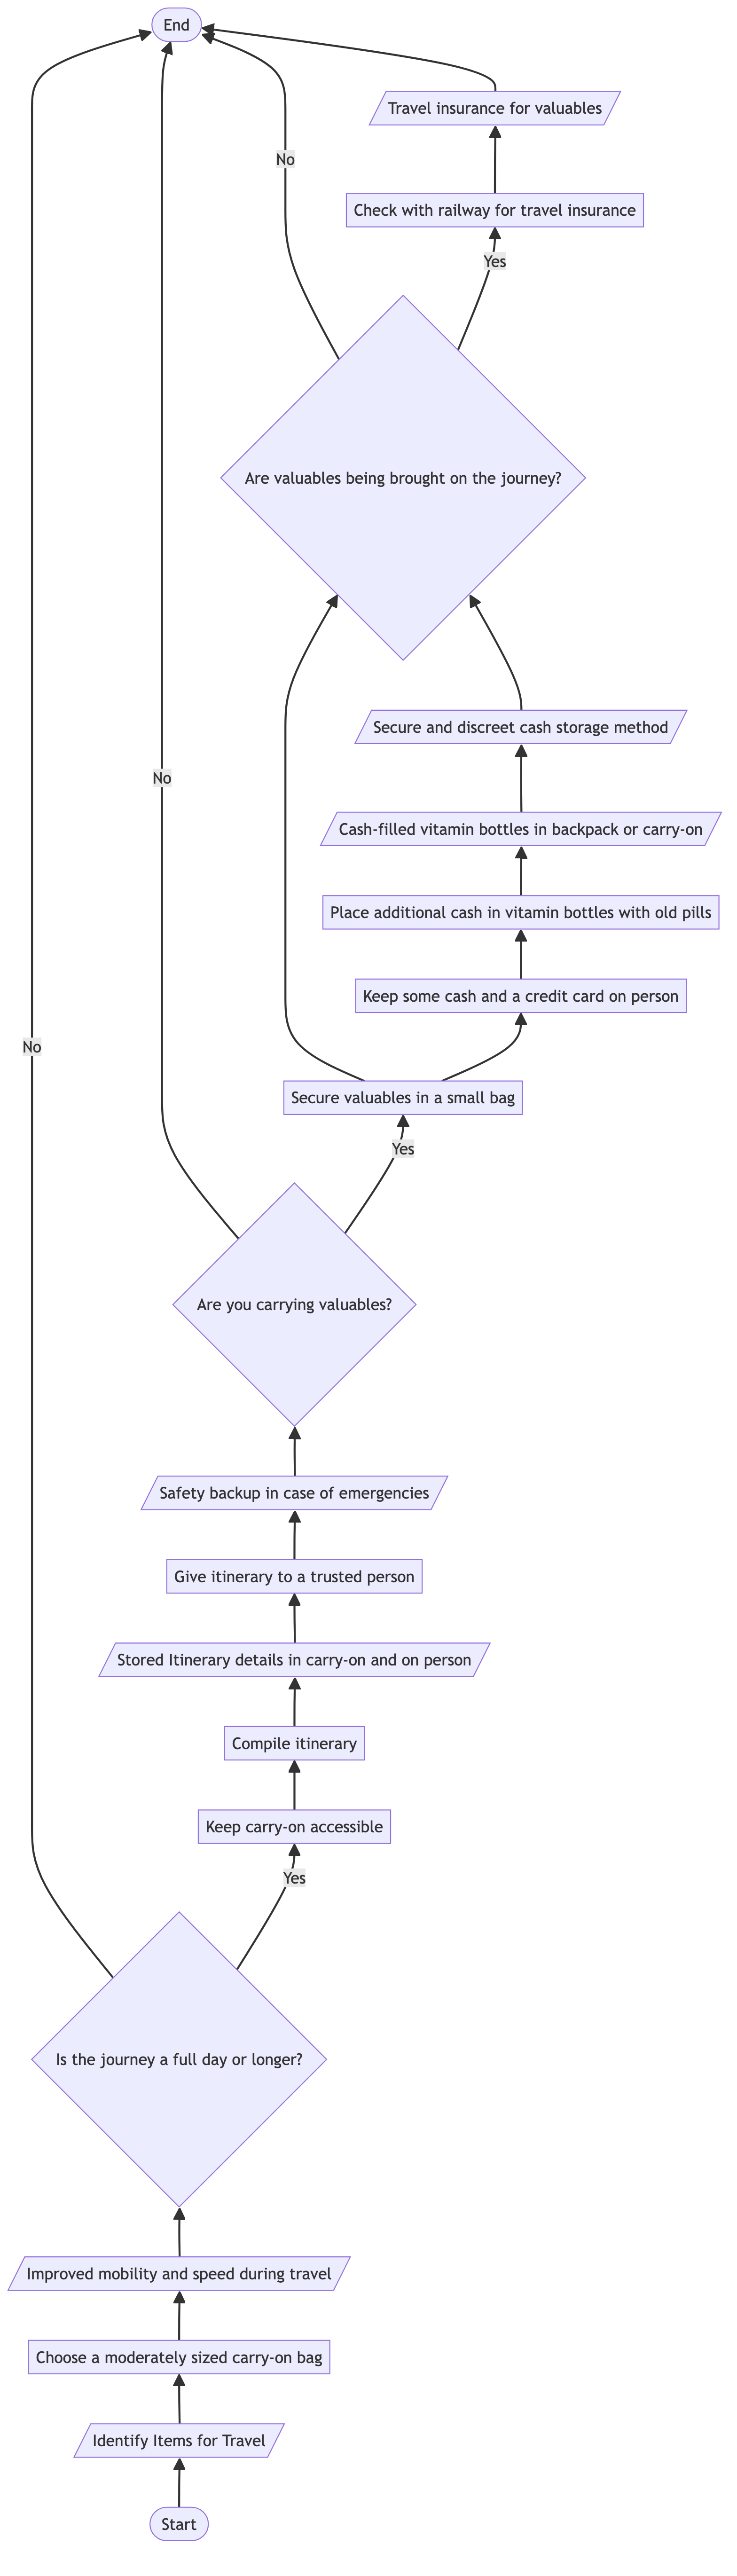 End
Travel insurance for valuables
No
Check with railway for travel insurance
Yes
Are valuables being brought on the journey?
Secure and discreet cash storage method
No
Cash-filled vitamin bottles in backpack or carry-on
Place additional cash in vitamin bottles with old pills
Keep some cash and a credit card on person
No
Secure valuables in a small bag
Yes
Are you carrying valuables?
Safety backup in case of emergencies
Give itinerary to a trusted person
Stored Itinerary details in carry-on and on person
Compile itinerary
Keep carry-on accessible
Yes
Is the journey a full day or longer?
Improved mobility and speed during travel
Choose a moderately sized carry-on bag
Identify Items for Travel
Start